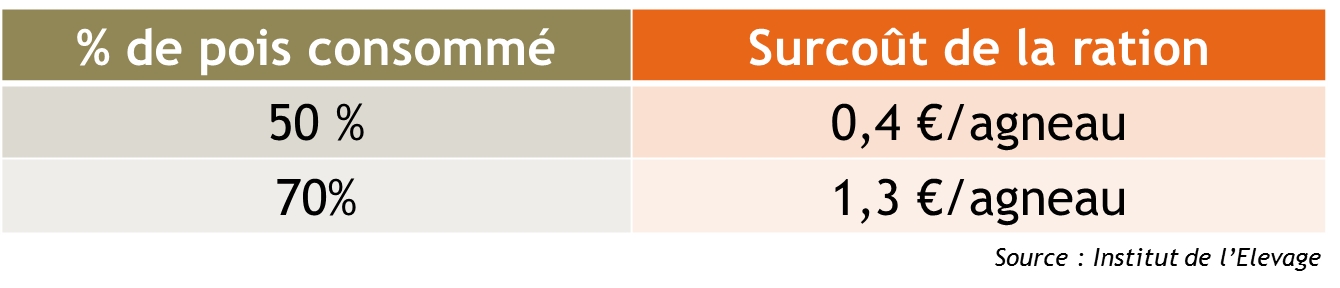 % de pois consommé Surcoût de la ration
50 % 0,4 €/agneau
70% 1,3 €/agneau
Source : Institut de l’Elevage